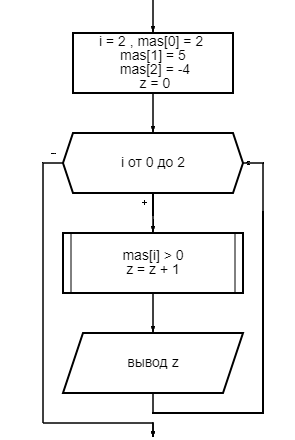 i = 2 , mas[0] = 2
mas[1] = 5
mas[2] = -4
z = 0
i от 0 до 2
–
+
mas[i] > 0
z = z + 1
вывод z